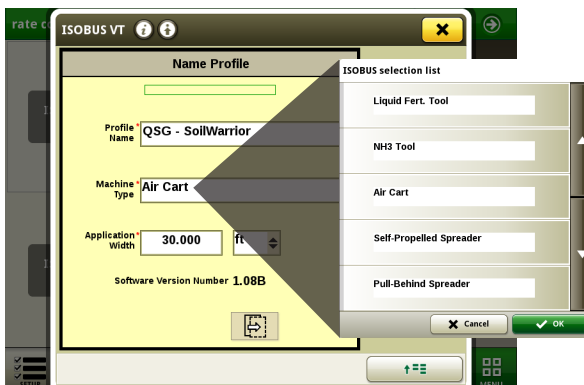 rate co
ISOBUS VT
Name Profile
ISOBUS selection list
Profile* Name
QSG - SoilWarrior
Machine* Type
Air Cart
Application* Width
30.000
ft
Software Version Number 1.08B
Liquid Fert. Tool
NH3 Tool
Air Cart
Self-Propelled Spreader
Pull-Behind Spreader
Cancel
OK
SETUP
MENU